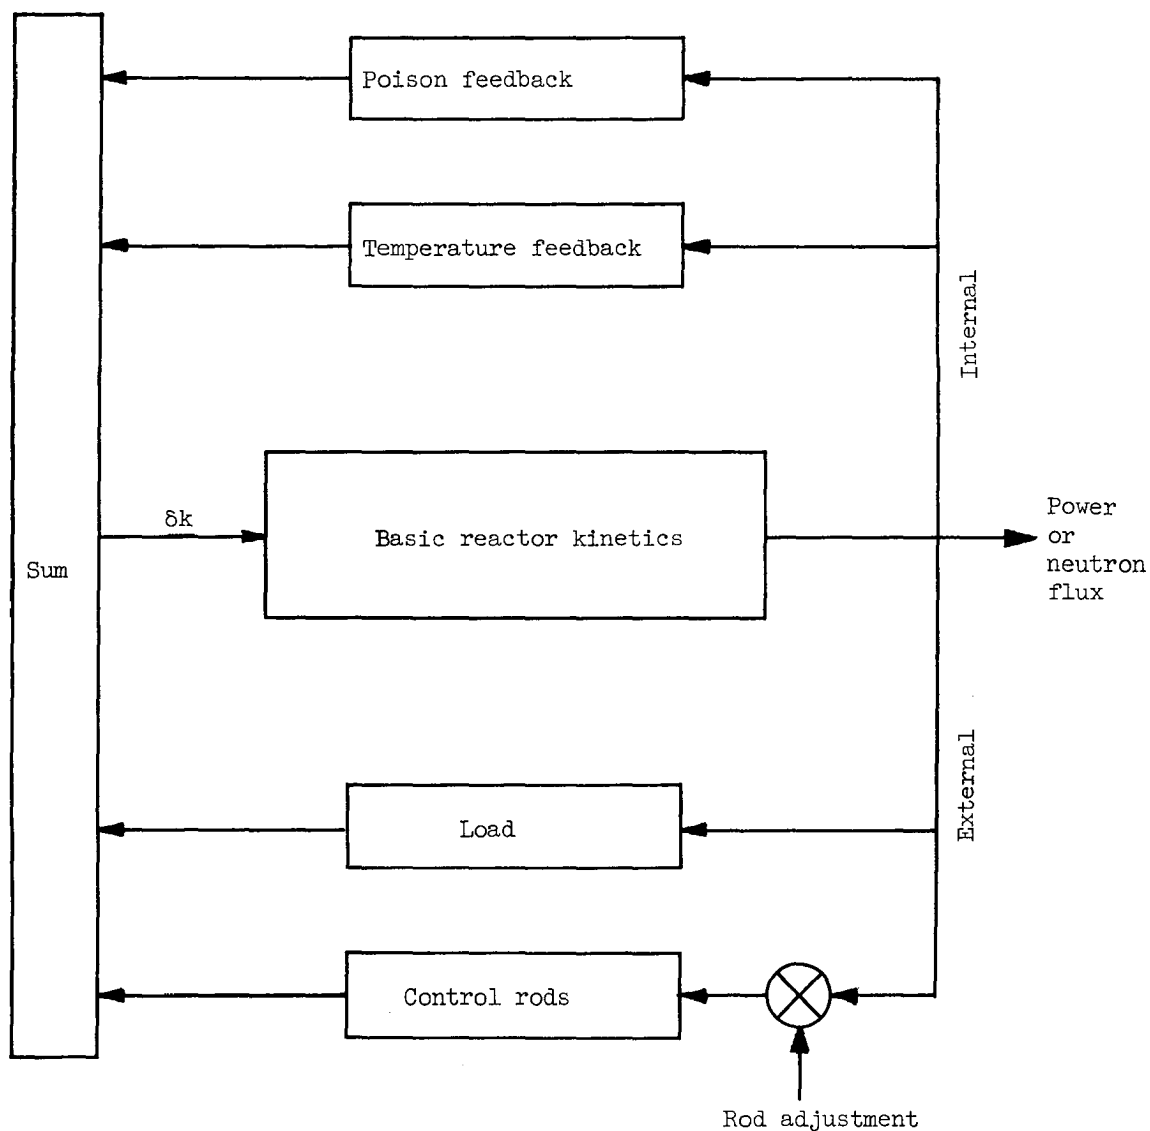 Poison feedback
Temperature feedback
Internal
δk
Basic reactor kinetics
Power
or
neutron
flux
Sum
External
Load
Control rods
Rod adjustment